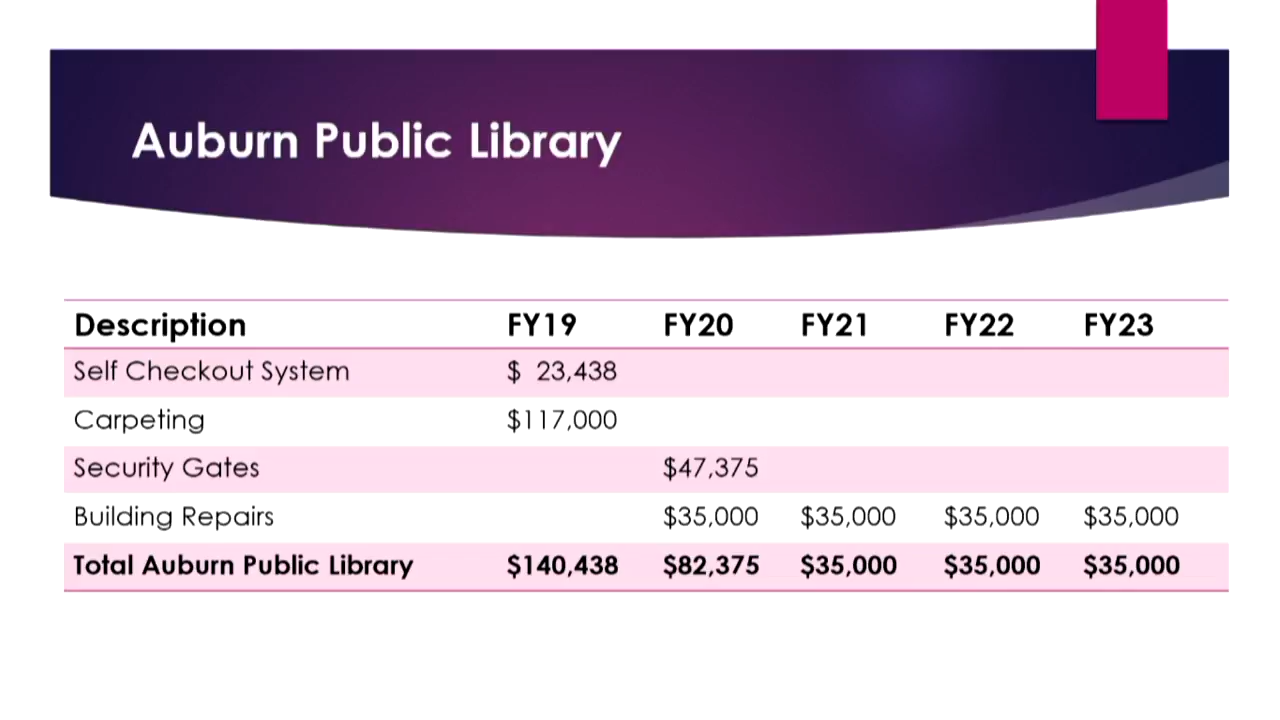 Auburn Public Library
Description FY19 FY20 FY21 FY22 FY23
Self Checkout System $ 23,438
Carpeting $117,000
Security Gates $47,375
Building Repairs $35,000 $35,000 $35,000 $35,000
Total Auburn Public Library $140,438 $82,375 $35,000 $35,000 $35,000